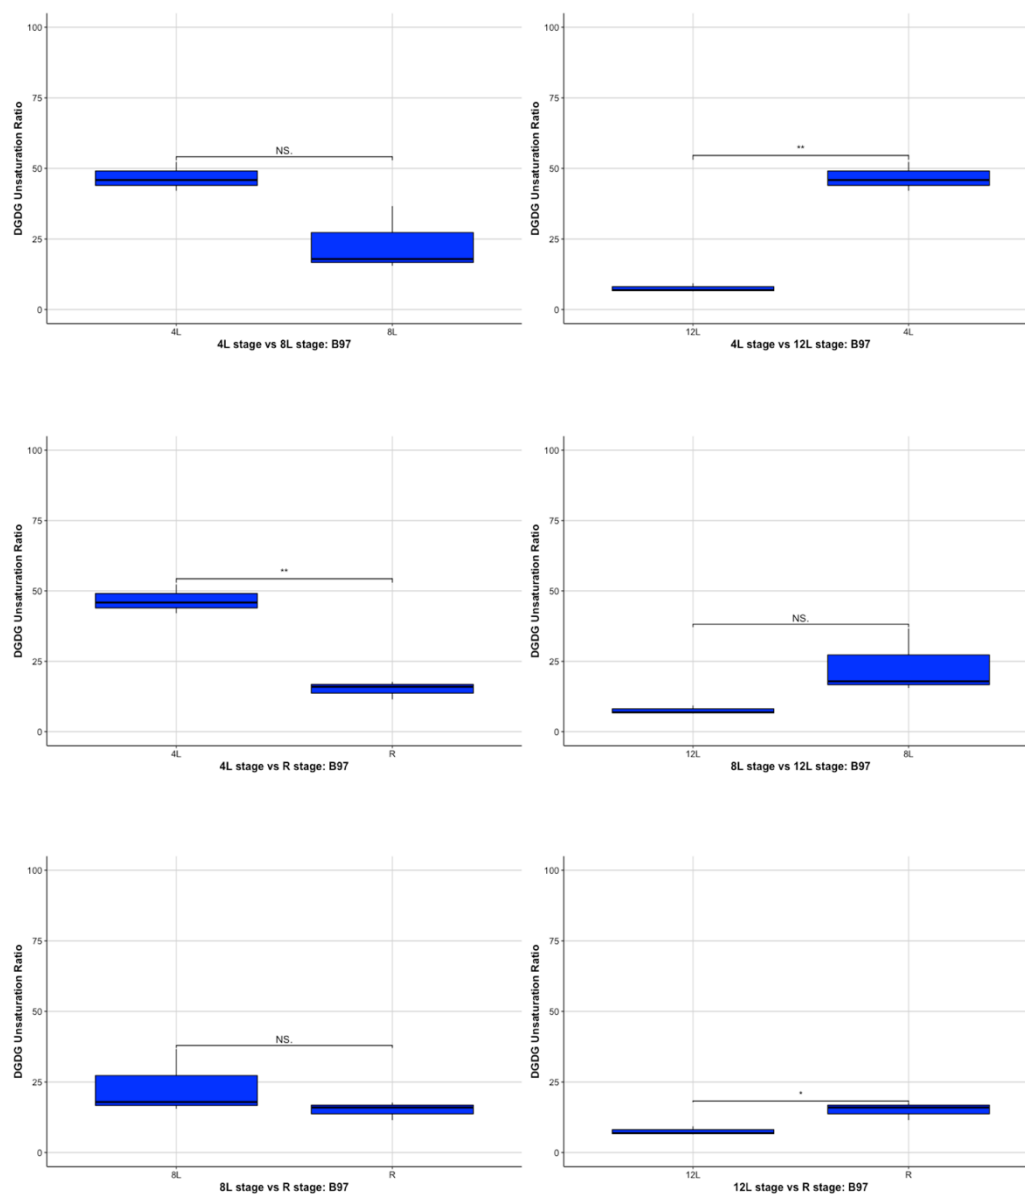 DGDG Unsaturation Ratio
100
75
50
25
0
NS.
4L
8L
4L stage vs 8L stage: B97
DGDG Unsaturation Ratio
100
75
50
25
0
**
12L
4L
4L stage vs 12L stage: B97
DGDG Unsaturation Ratio
100
75
50
25
0
**
4L
R
4L stage vs R stage: B97
DGDG Unsaturation Ratio
100
75
50
25
0
NS.
12L
8L
8L stage vs 12L stage: B97
DGDG Unsaturation Ratio
100
75
50
25
0
NS.
8L
R
8L stage vs R stage: B97
DGDG Unsaturation Ratio
100
75
50
25
0
*
12L
R
12L stage vs R stage: B97